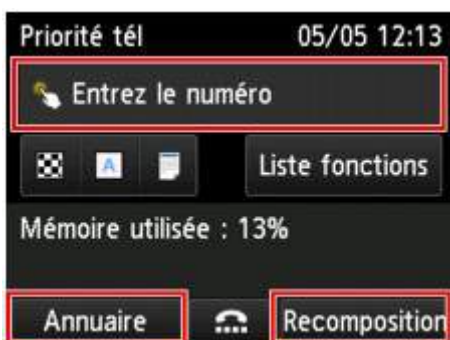 Priorité tél 05/05 12:13
Entrez le numéro
A Liste fonctions
Mémoire utilisée : 13%
Annuaire Recomposition